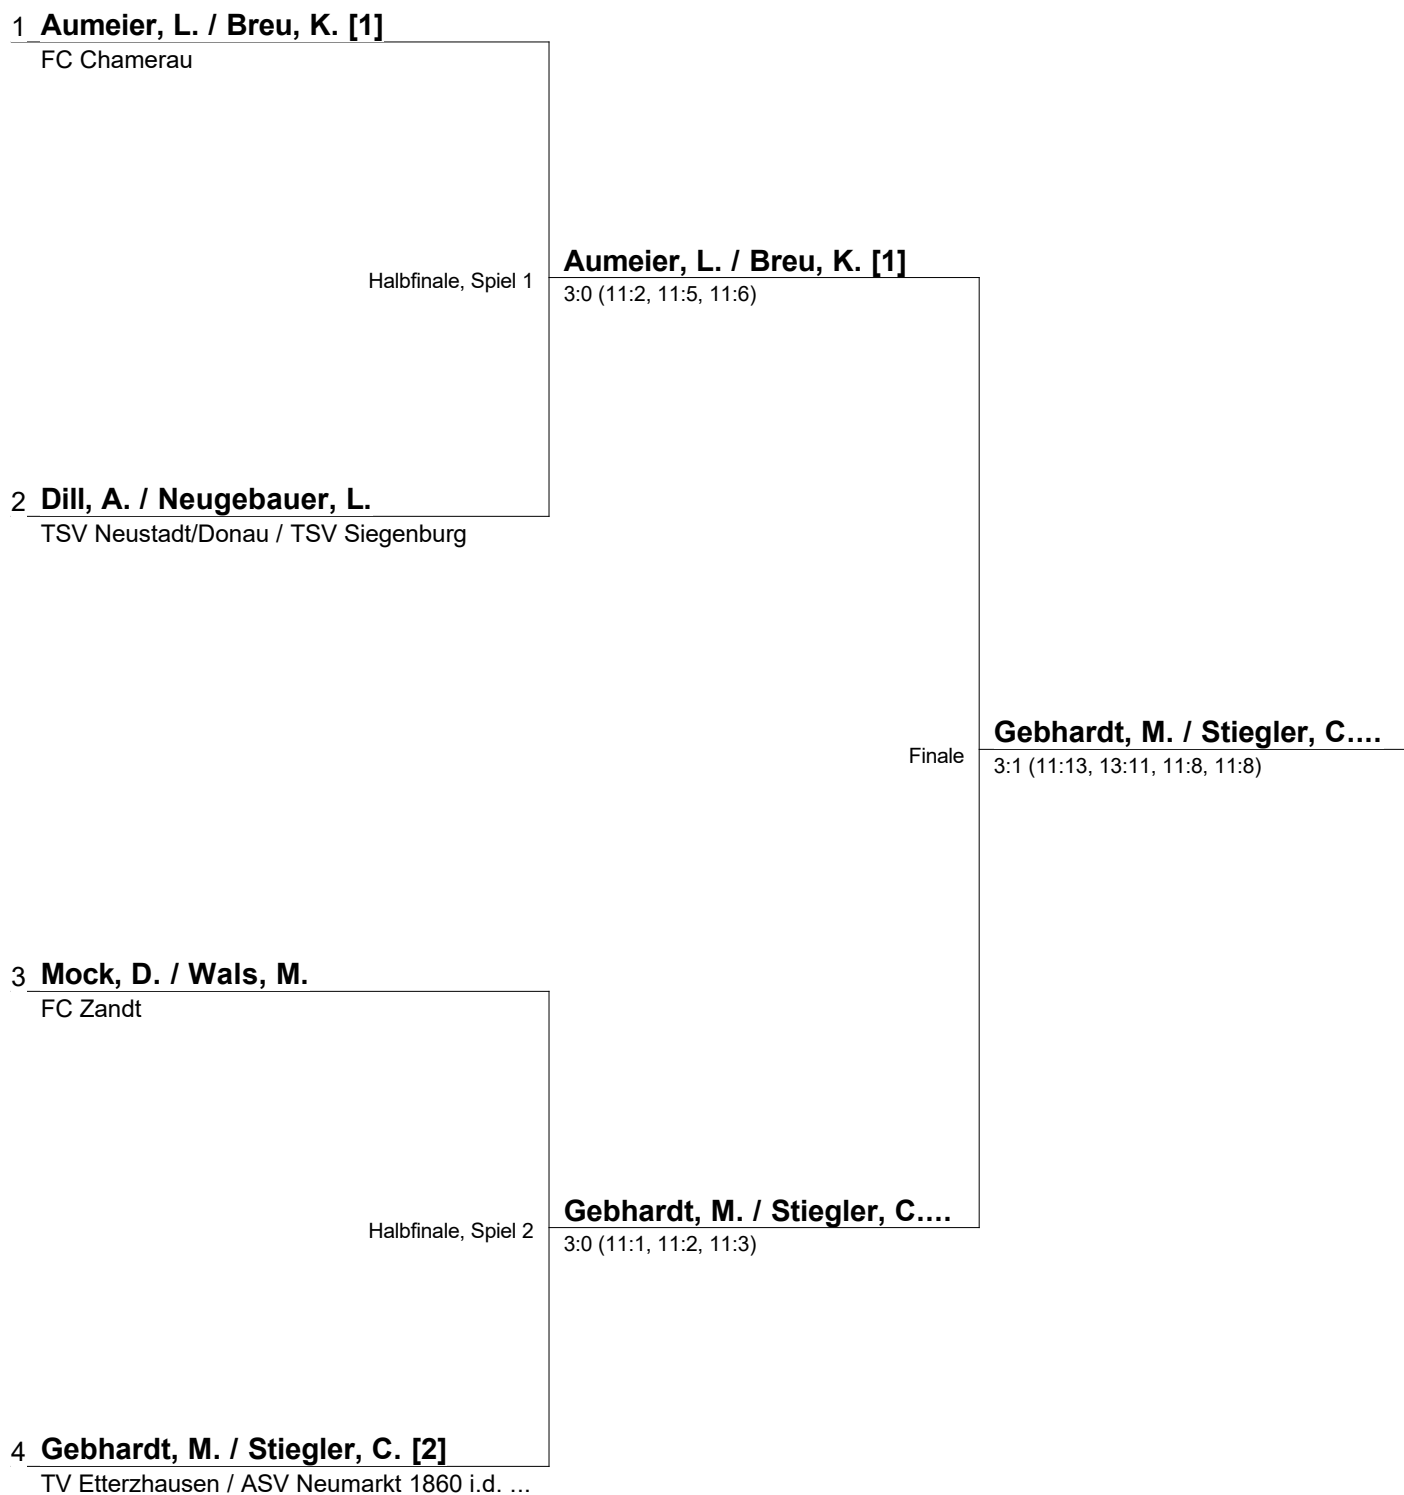 1 Aumeier, L. / Breu, K. [1]
FC Chamerau
Halbfinale, Spiel 1
Aumeier, L. / Breu, K. [1]
3:0 (11:2, 11:5, 11:6)
2 Dill, A. / Neugebauer, L.
TSV Neustadt/Donau / TSV Siegenburg
Finale
Gebhardt, M. / Stiegler, C....
3:1 (11:13, 13:11, 11:8, 11:8)
3 Mock, D. / Wals, M.
FC Zandt
Halbfinale, Spiel 2
Gebhardt, M. / Stiegler, C....
3:0 (11:1, 11:2, 11:3)
4 Gebhardt, M. / Stiegler, C. [2]
TV Etterzhausen / ASV Neumarkt 1860 i.d. ...